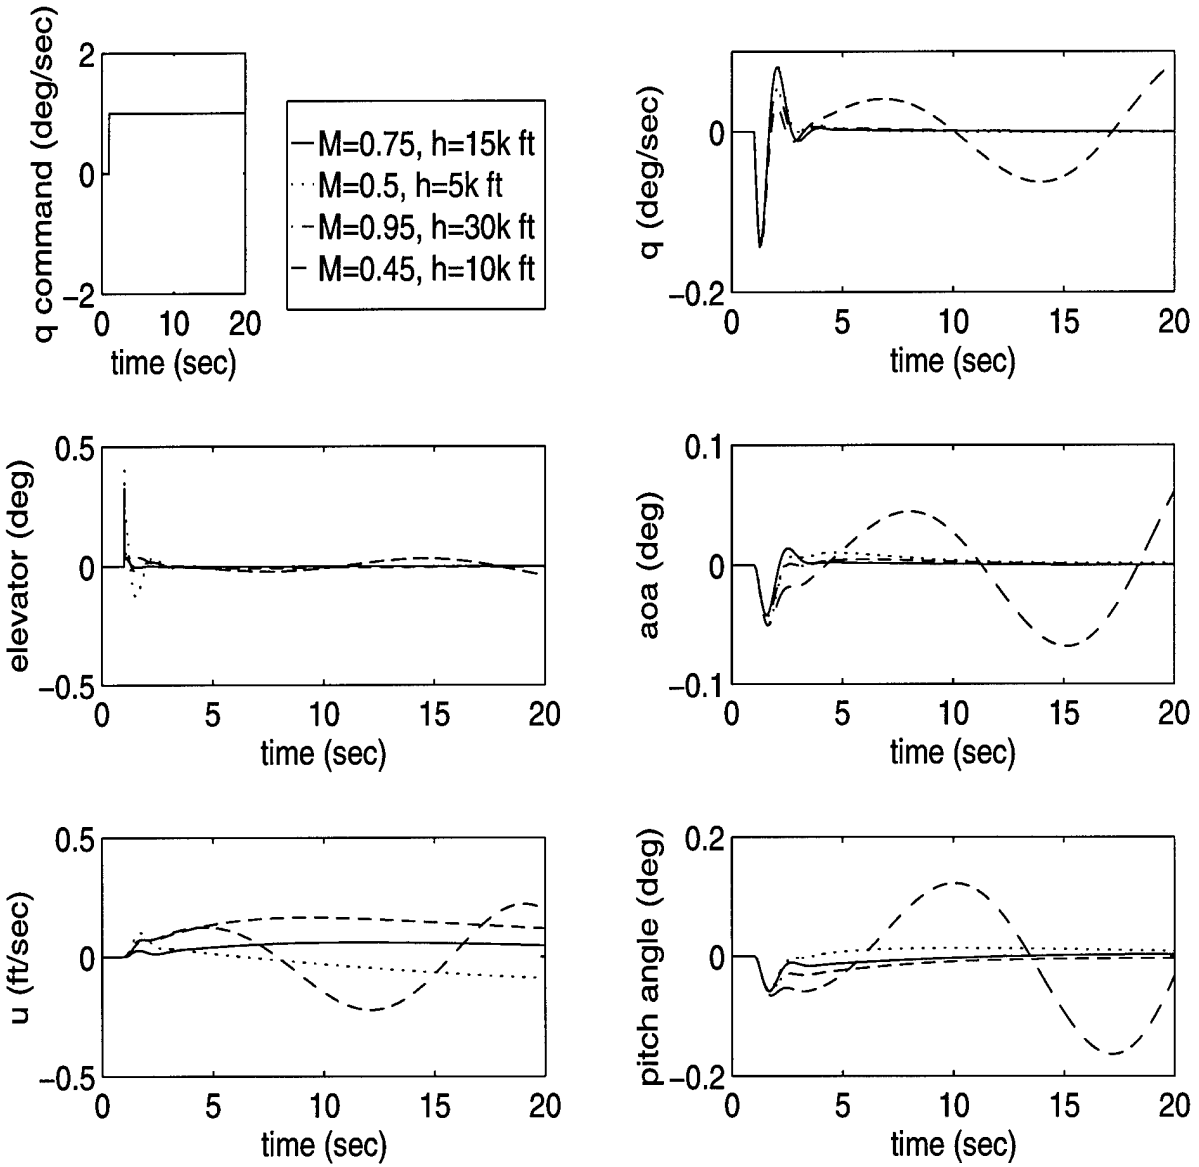 q command (deg/sec)
2
0
−2
0 10 20
time (sec)
M=0.75, h=15k ft
M=0.5, h=5k ft
M=0.95, h=30k ft
M=0.45, h=10k ft
q (deg/sec)
0
−0.2
0 5 10 15 20
time (sec)
elevator (deg)
0.5
0
−0.5
0 5 10 15 20
time (sec)
aoa (deg)
0.1
0
−0.1
0 5 10 15 20
time (sec)
u (ft/sec)
0.5
0
−0.5
0 5 10 15 20
time (sec)
pitch angle (deg)
0.2
0
−0.2
0 5 10 15 20
time (sec)